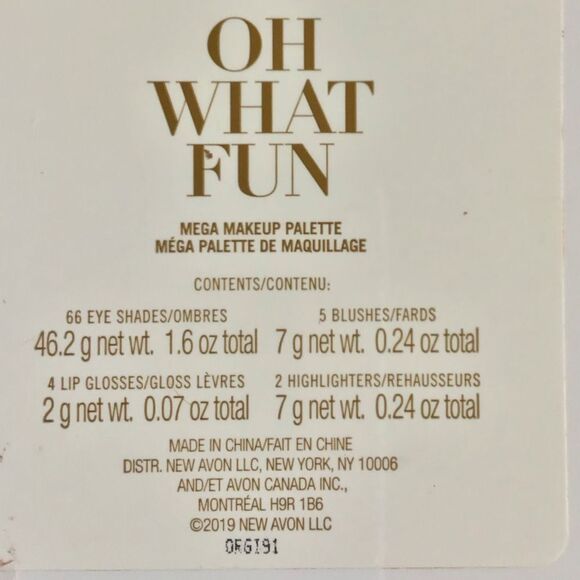 OH
WHAT
FUN
MEGA MAKEUP PALETTE
MÉGA PALETTE DE MAQUILLAGE
CONTENTS/CONTENU:
66 EYE SHADES/OMBRES
46.2 g net wt. 1.6 oz total
5 BLUSHES/FARDS
7 g net wt. 0.24 oz total
4 LIP GLOSSES/GLOSS LÈVRES
2 g net wt. 0.07 oz total
2 HIGHLIGHTERS/REHAUSSEURS
7 g net wt. 0.24 oz total
MADE IN CHINA/FAIT EN CHINE
DISTR. NEW AVON LLC, NEW YORK, NY 10006
AND/ET AVON CANADA INC.,
MONTRÉAL H9R 1B6
©2019 NEW AVON LLC